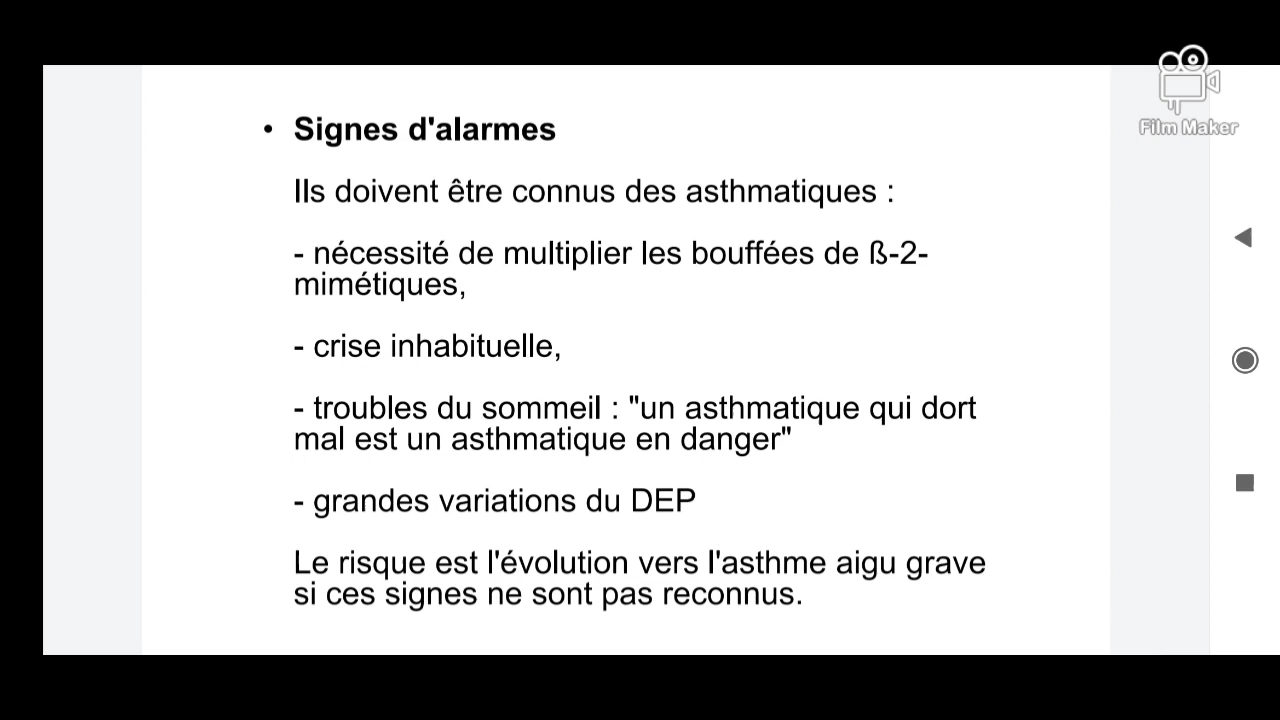 Film Maker
• Signes d'alarmes
Ils doivent être connus des asthmatiques :
- nécessité de multiplier les bouffées de ß-2-
mimétiques,
- crise inhabituelle,
- troubles du sommeil : "un asthmatique qui dort
mal est un asthmatique en danger"
- grandes variations du DEP
Le risque est l'évolution vers l'asthme aigu grave
si ces signes ne sont pas reconnus.